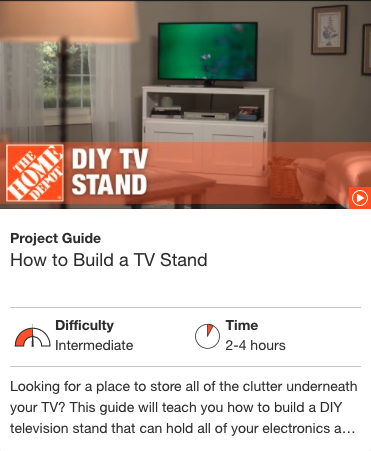 THE
HOME
DEPOT
DIY TV
STAND
Project Guide
How to Build a TV Stand
Difficulty
Intermediate
Time
2-4 hours
Looking for a place to store all of the clutter underneath
your TV? This guide will teach you how to build a DIY
television stand that can hold all of your electronics a...